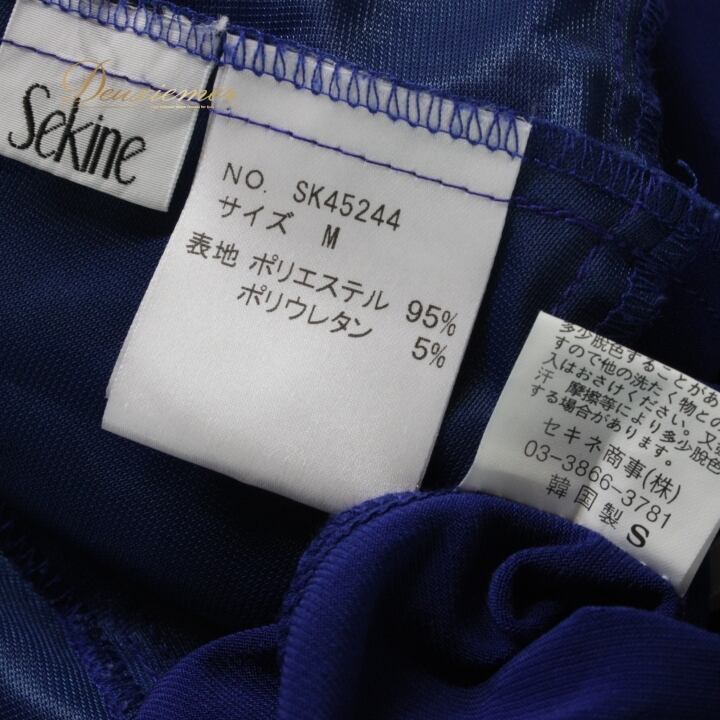 Deuxiemex
Sekine
NO. SK45244
サイズ M
表地 ポリエステル 95%
ポリウレタン 5%
多少脱色することがあ
すので他の洗たく物との
入はおさけください。又
汗 摩擦等により多少脱色
する場合があります。
セキネ商事(株)
03-3866-3781
韓国製 S